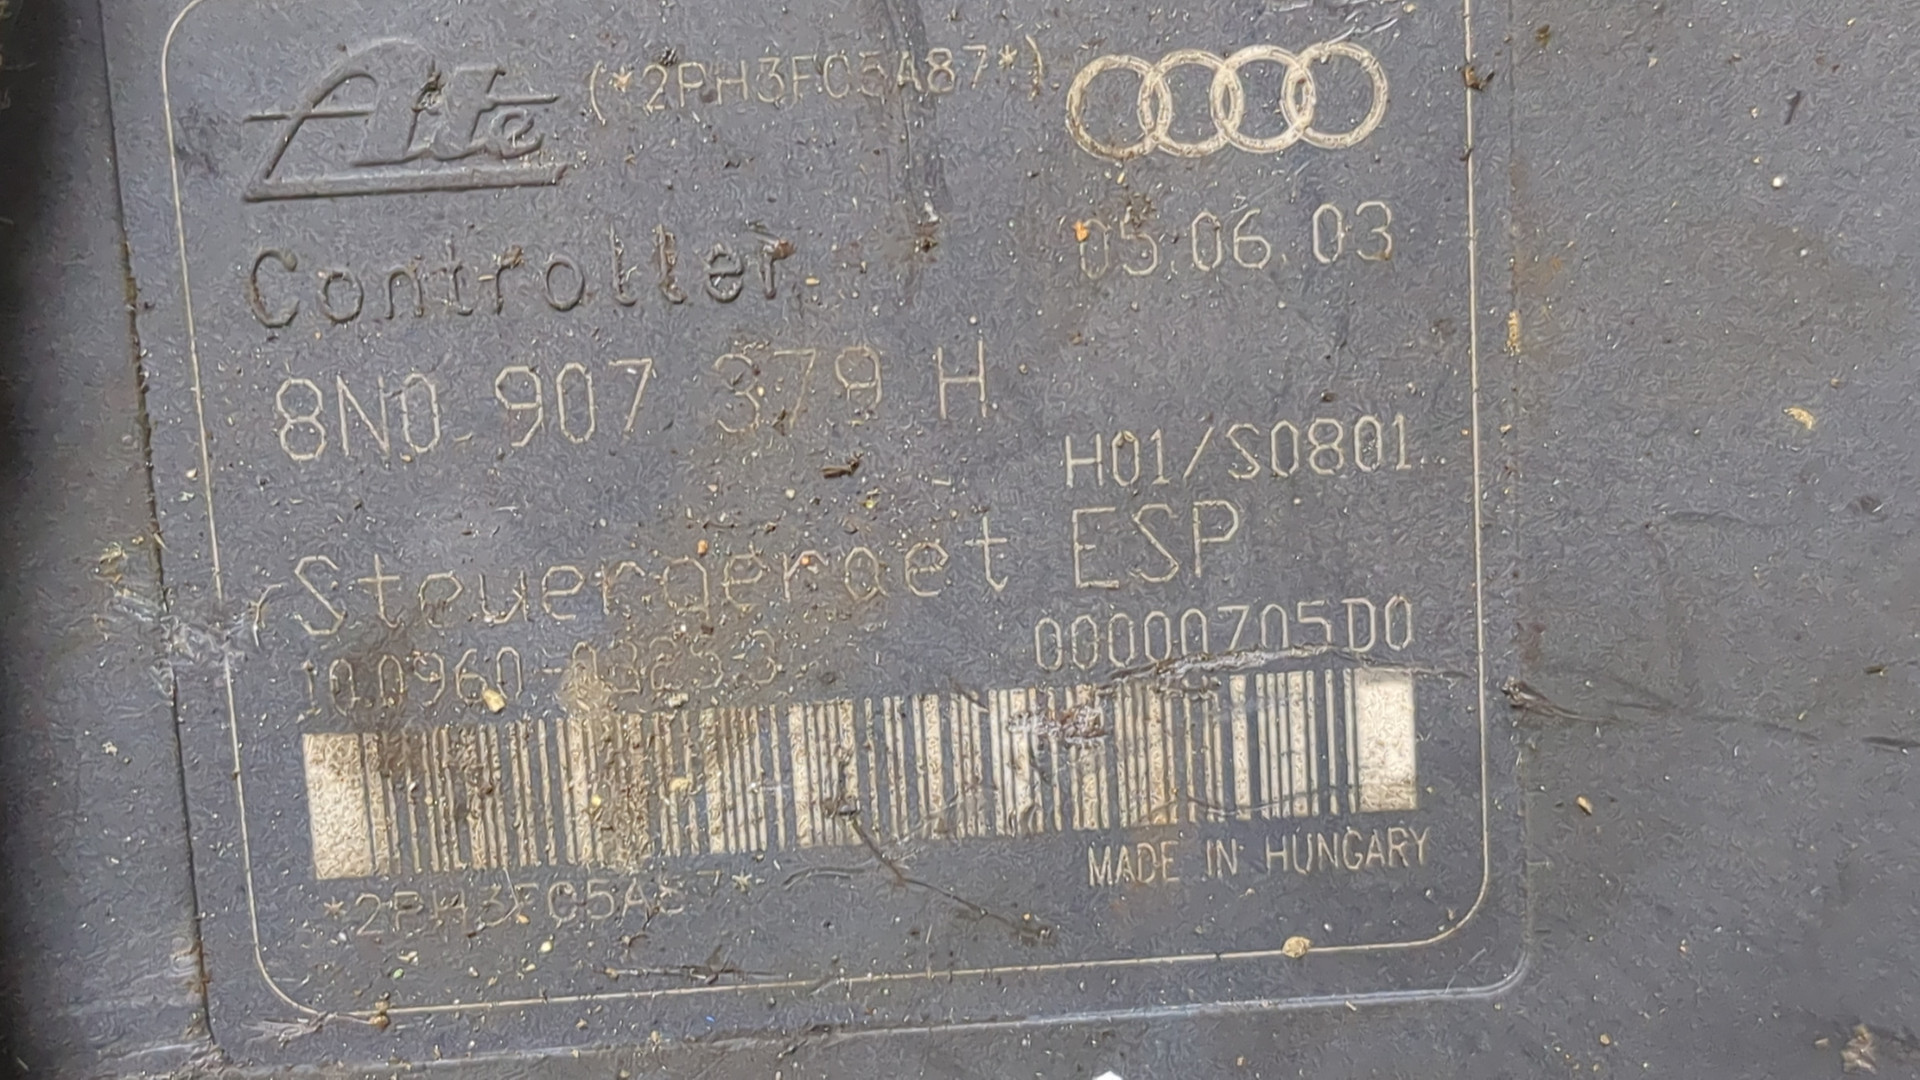 Ate (*2PH3FC5A87*)
05.06.03
Controller
8N0 907 379 H
H01/S0801
Steuergeraet ESP
00000705D0
MADE IN HUNGARY